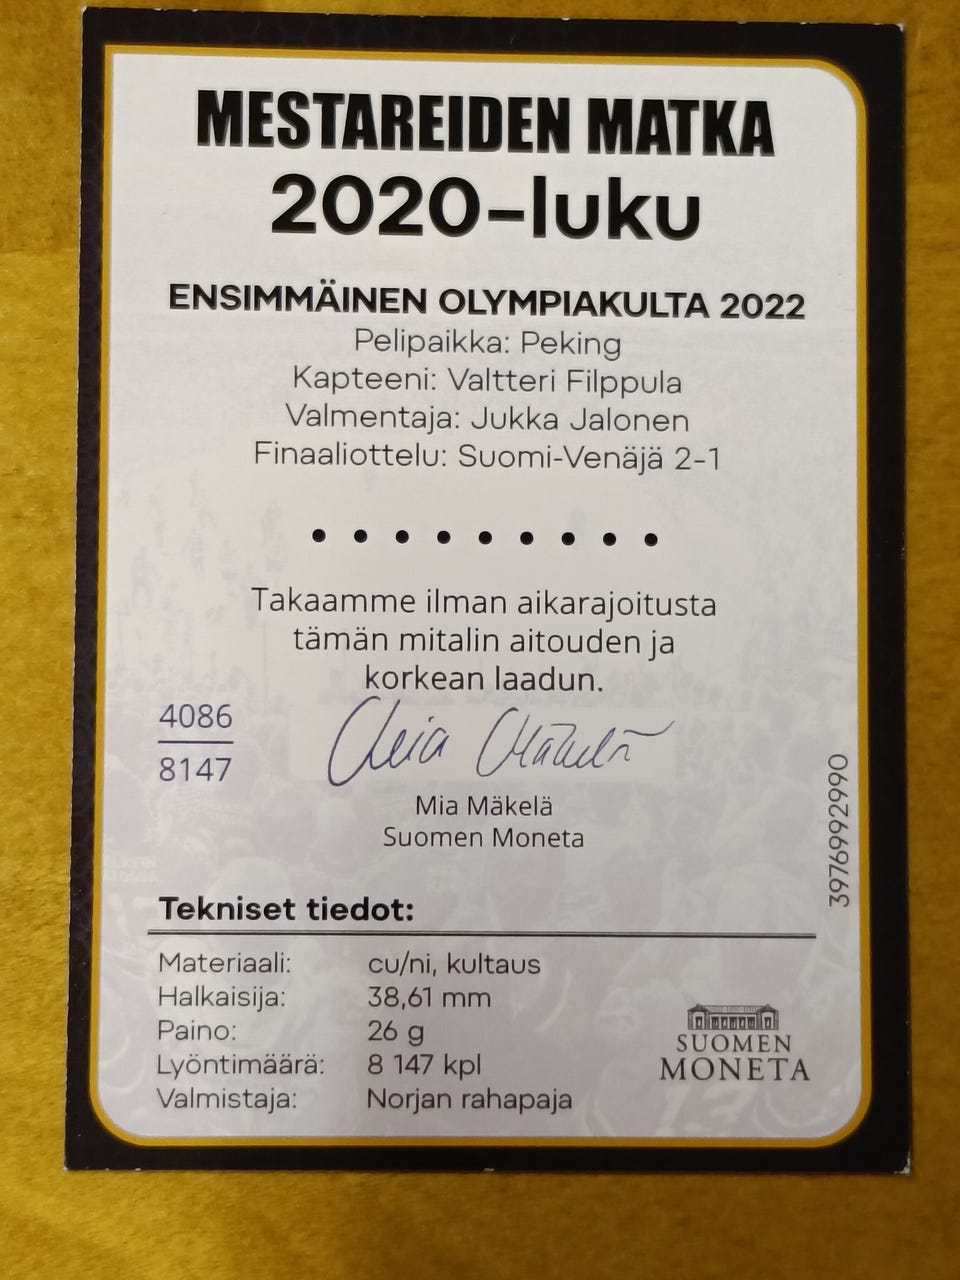 MESTAREIDEN MATKA
2020-luku
ENSIMMÄINEN OLYMPIAKULTA 2022
Pelipaikka: Peking
Kapteeni: Valtteri Filppula
Valmentaja: Jukka Jalonen
Finaaliottelu: Suomi-Venäjä 2-1
• • • • • • • • •
Takaamme ilman aikarajoitusta
tämän mitalin aitouden ja
korkean laadun.
4086
8147
Mia Mäkelä
Mia Mäkelä
Suomen Moneta
3976992990
Tekniset tiedot:
Materiaali: cu/ni, kultaus
Halkaisija: 38,61 mm
Paino: 26 g
Lyöntimäärä: 8 147 kpl
Valmistaja: Norjan rahapaja
SUOMEN
MONETA